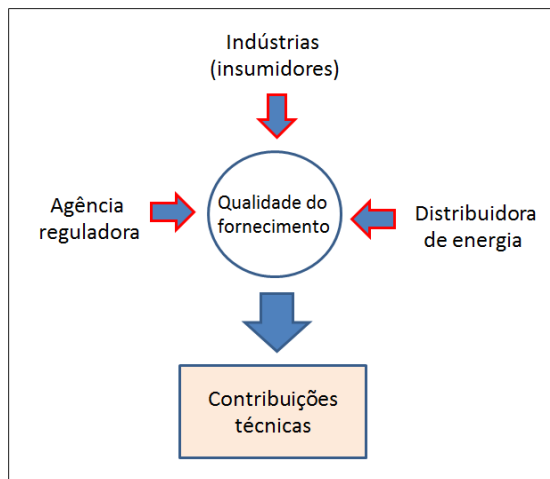 Indústrias
(insumidores)
Agência
reguladora
Qualidade do
fornecimento
Distribuidora
de energia
Contribuições
técnicas